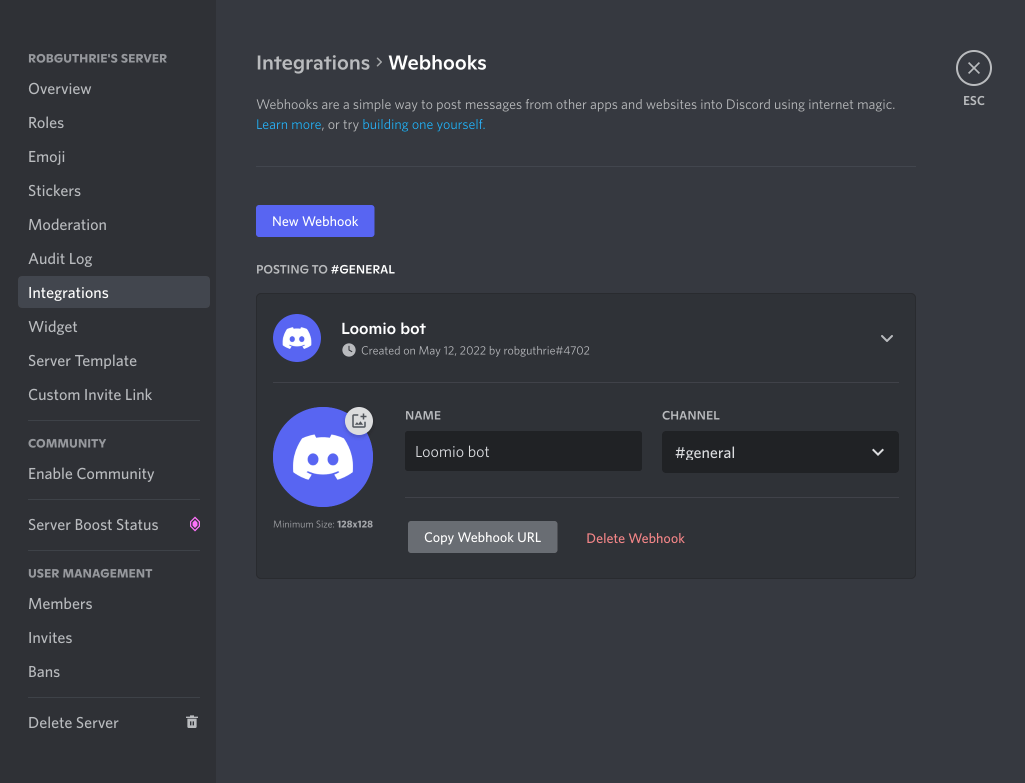 ROBGUTHRIE'S SERVER
Overview
Roles
Emoji
Stickers
Moderation
Audit Log
Integrations
Widget
Server Template
Custom Invite Link
COMMUNITY
Enable Community
Server Boost Status
USER MANAGEMENT
Members
Invites
Bans
Delete Server
Integrations > Webhooks
ESC
Webhooks are a simple way to post messages from other apps and websites into Discord using internet magic.
Learn more, or try building one yourself.
New Webhook
POSTING TO #GENERAL
Loomio bot
Created on May 12, 2022 by robguthrie#4702
Minimum Size: 128x128
NAME
Loomio bot
CHANNEL
#general
Copy Webhook URL
Delete Webhook